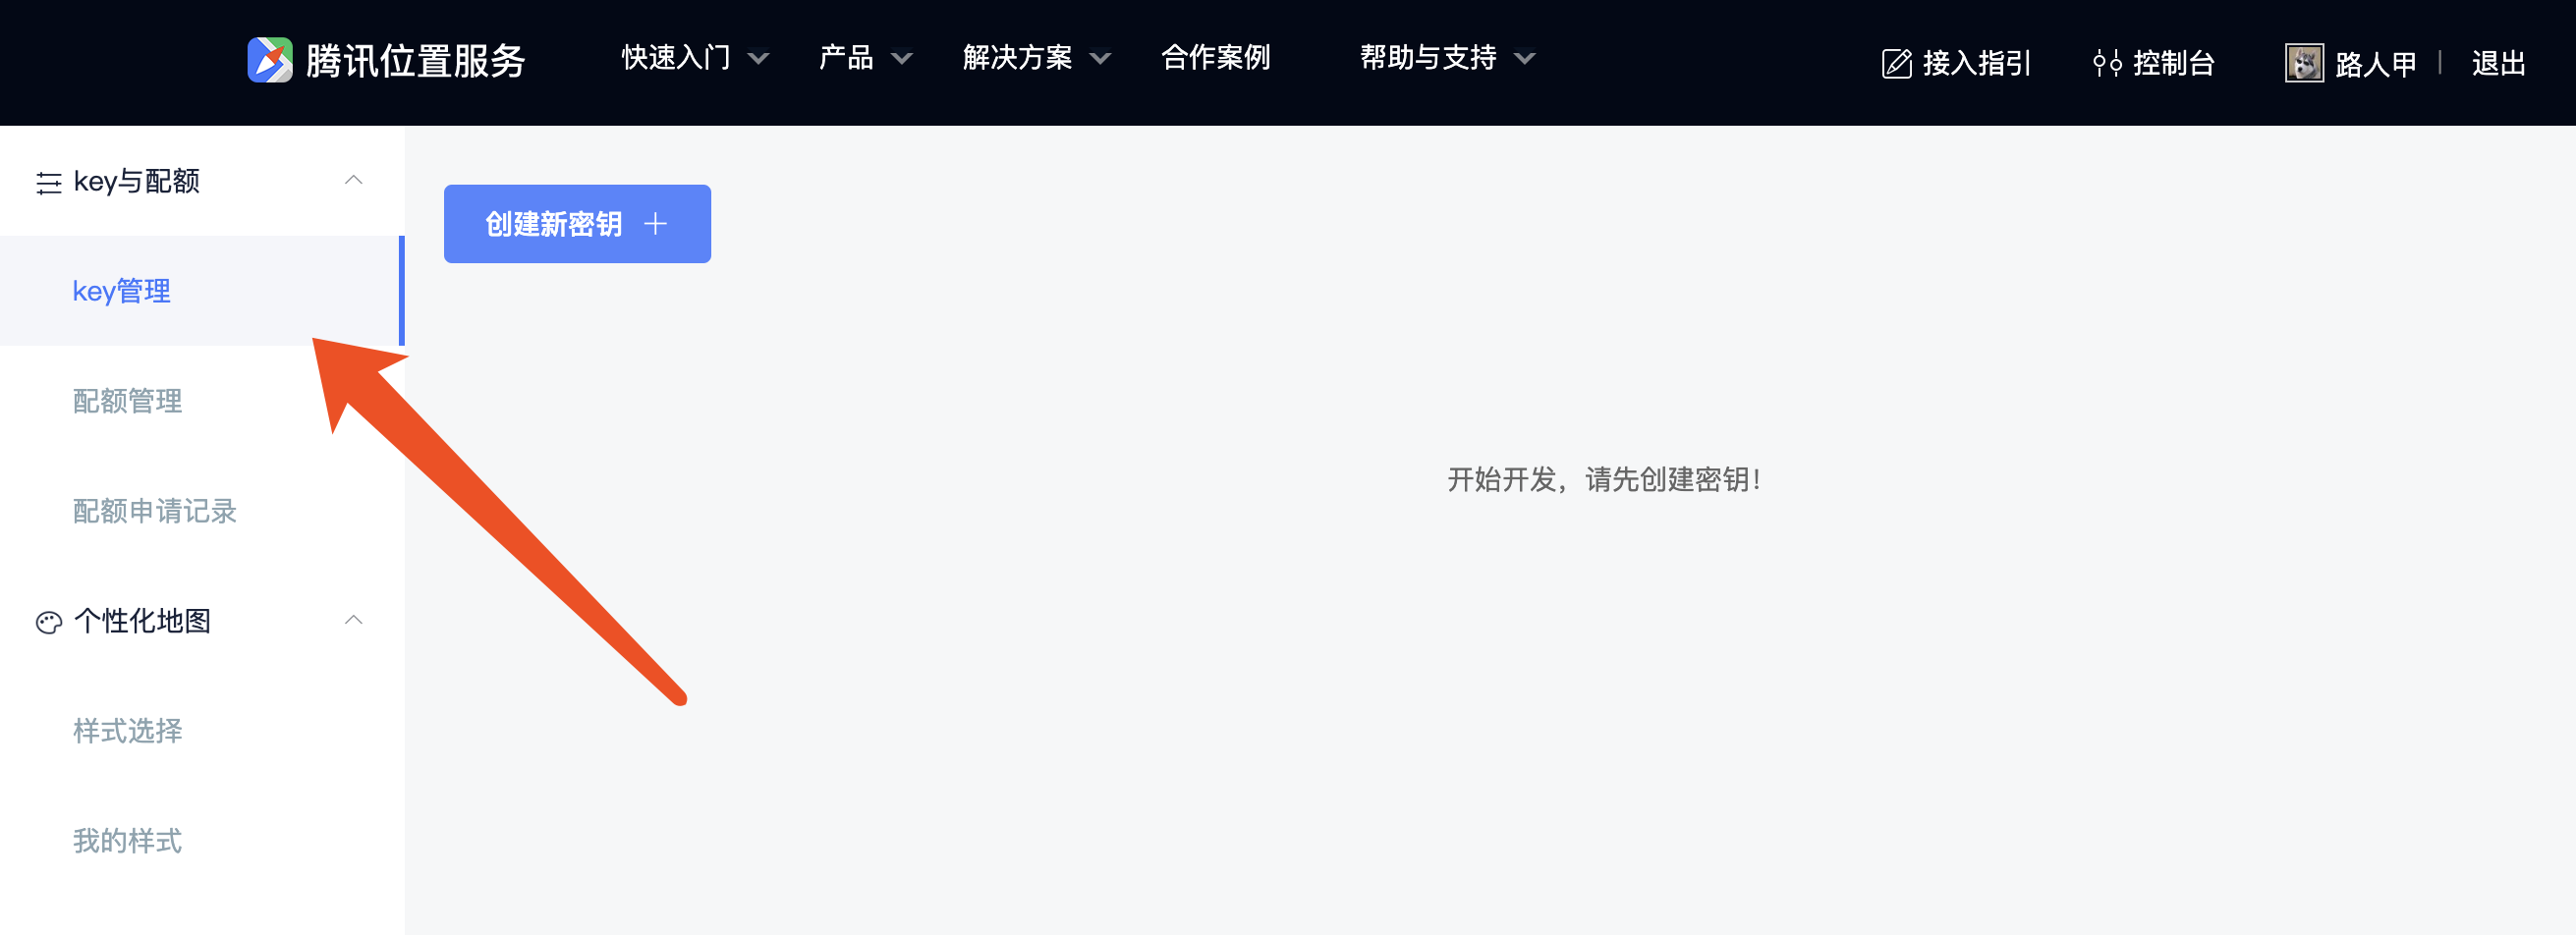 腾讯位置服务 快速入门 产品 解决方案 合作案例 帮助与支持 接入指引 控制台 路人甲 | 退出
key与配额
key管理
配额管理
配额申请记录
个性化地图
样式选择
我的样式
创建新密钥 +
开始开发，请先创建密钥！